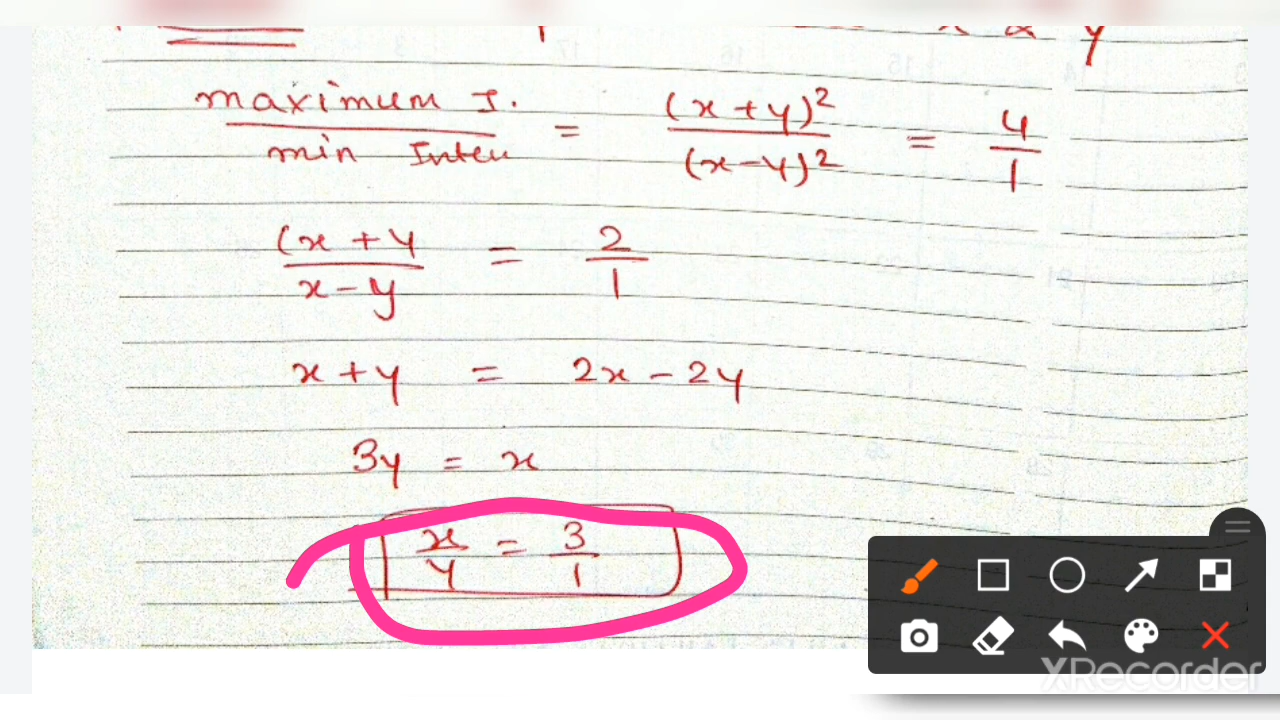 x & y
maximum I. / min Inten = (x+y)² / (x-y)² = 4/1
(x+y / x-y = 2/1
x+y = 2x-2y
3y = x
x/y = 3/1
XRecorder